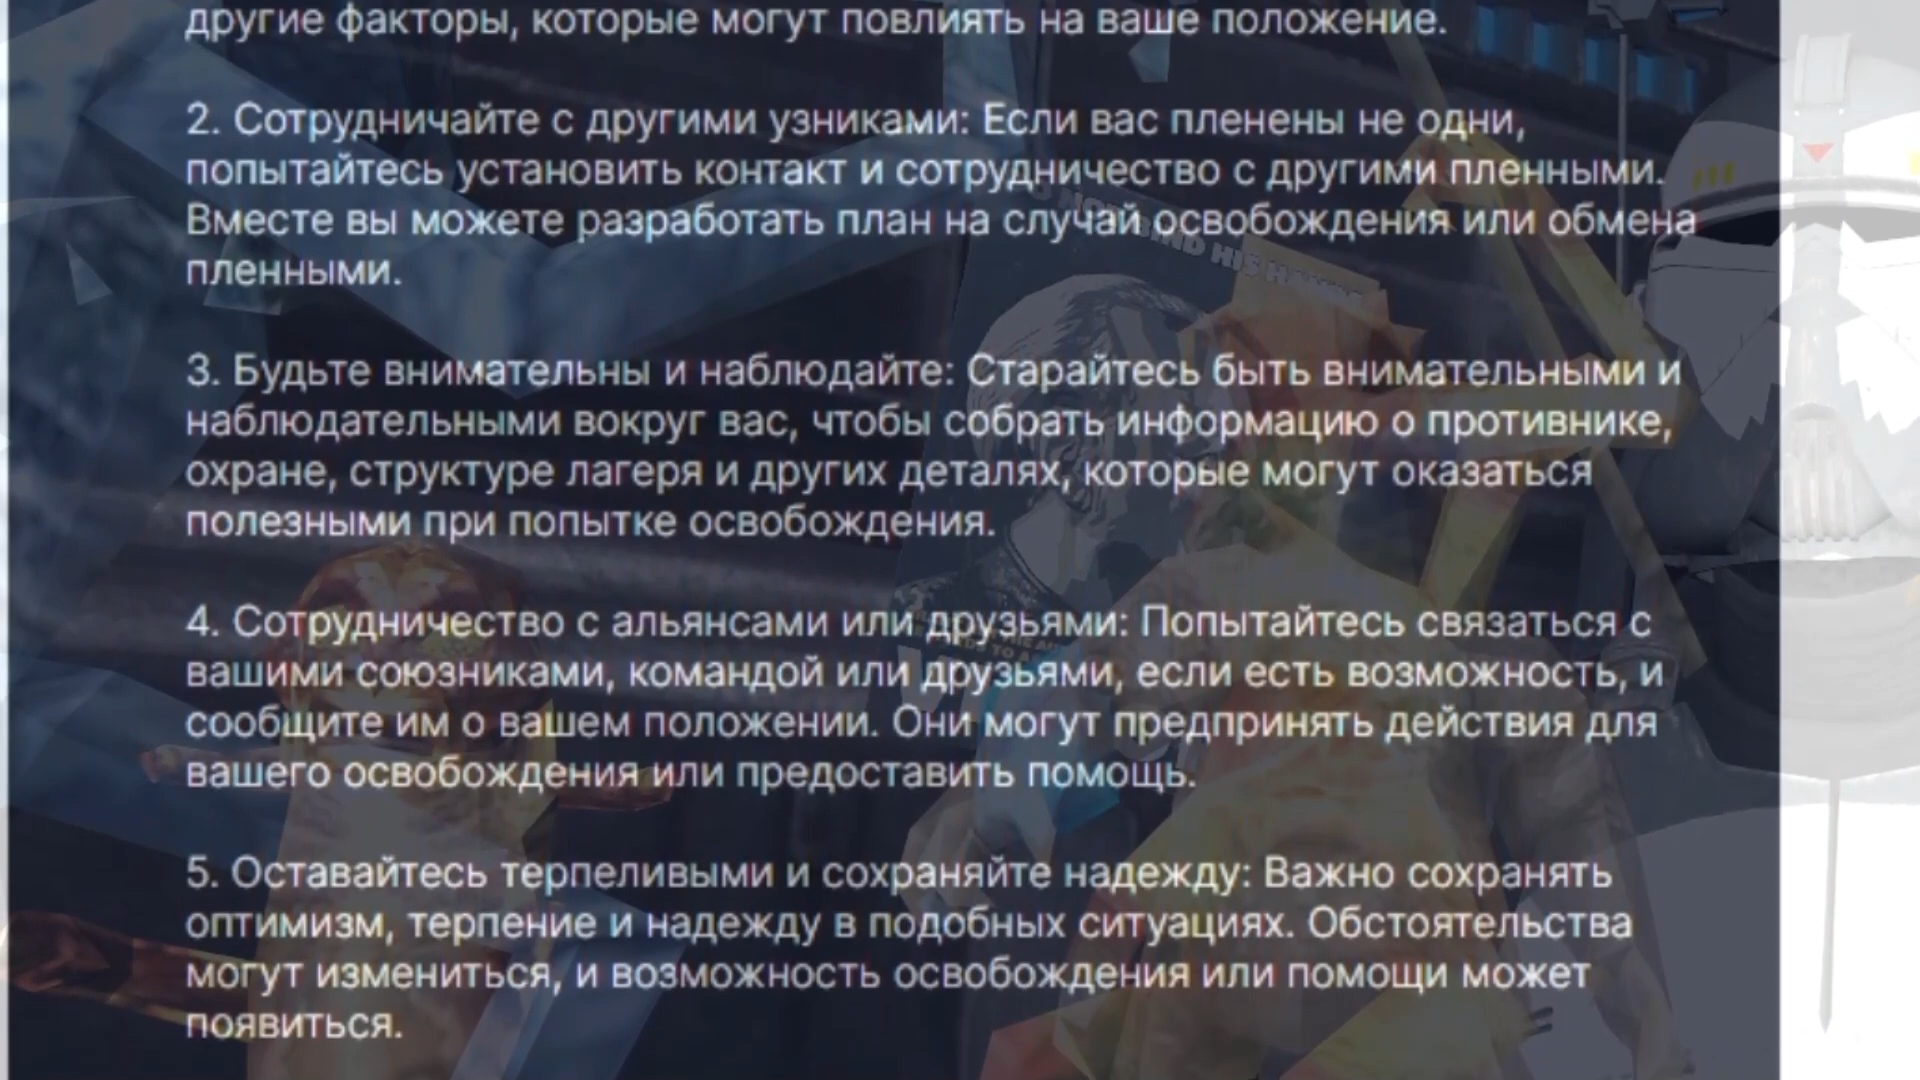 другие факторы, которые могут повлиять на ваше положение.
2. Сотрудничайте с другими узниками: Если вас пленены не одни,
попытайтесь установить контакт и сотрудничество с другими пленными.
Вместе вы можете разработать план на случай освобождения или обмена
пленными.
3. Будьте внимательны и наблюдайте: Старайтесь быть внимательными и
наблюдательными вокруг вас, чтобы собрать информацию о противнике,
охране, структуре лагеря и других деталях, которые могут оказаться
полезными при попытке освобождения.
4. Сотрудничество с альянсами или друзьями: Попытайтесь связаться с
вашими союзниками, командой или друзьями, если есть возможность, и
сообщите им о вашем положении. Они могут предпринять действия для
вашего освобождения или предоставить помощь.
5. Оставайтесь терпеливыми и сохраняйте надежду: Важно сохранять
оптимизм, терпение и надежду в подобных ситуациях. Обстоятельства
могут измениться, и возможность освобождения или помощи может
появиться.
HIS